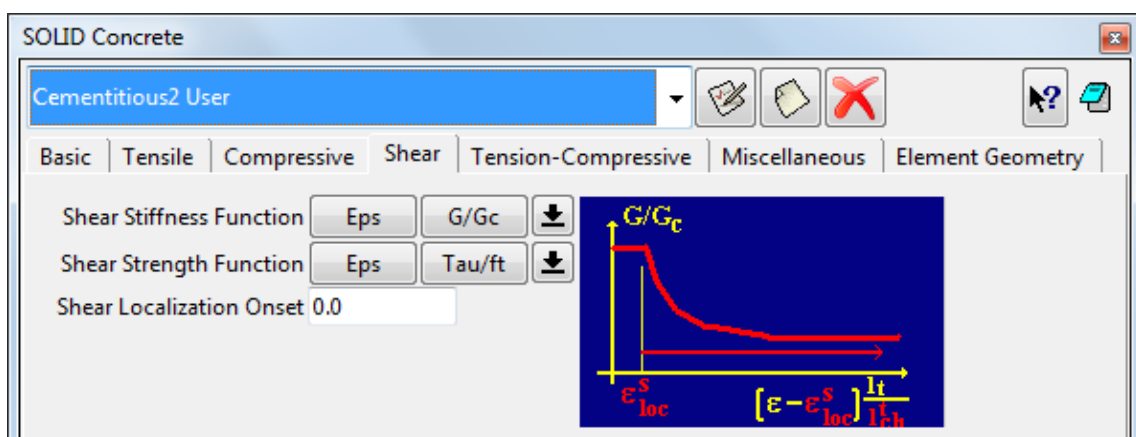 SOLID Concrete
Cementitious2 User
Basic Tensile Compressive Shear Tension-Compressive Miscellaneous Element Geometry
Shear Stiffness Function Eps G/Gc
Shear Strength Function Eps Tau/ft
Shear Localization Onset 0.0
G/Gc
εˢloc [ε-εˢloc] lt/lᵗch